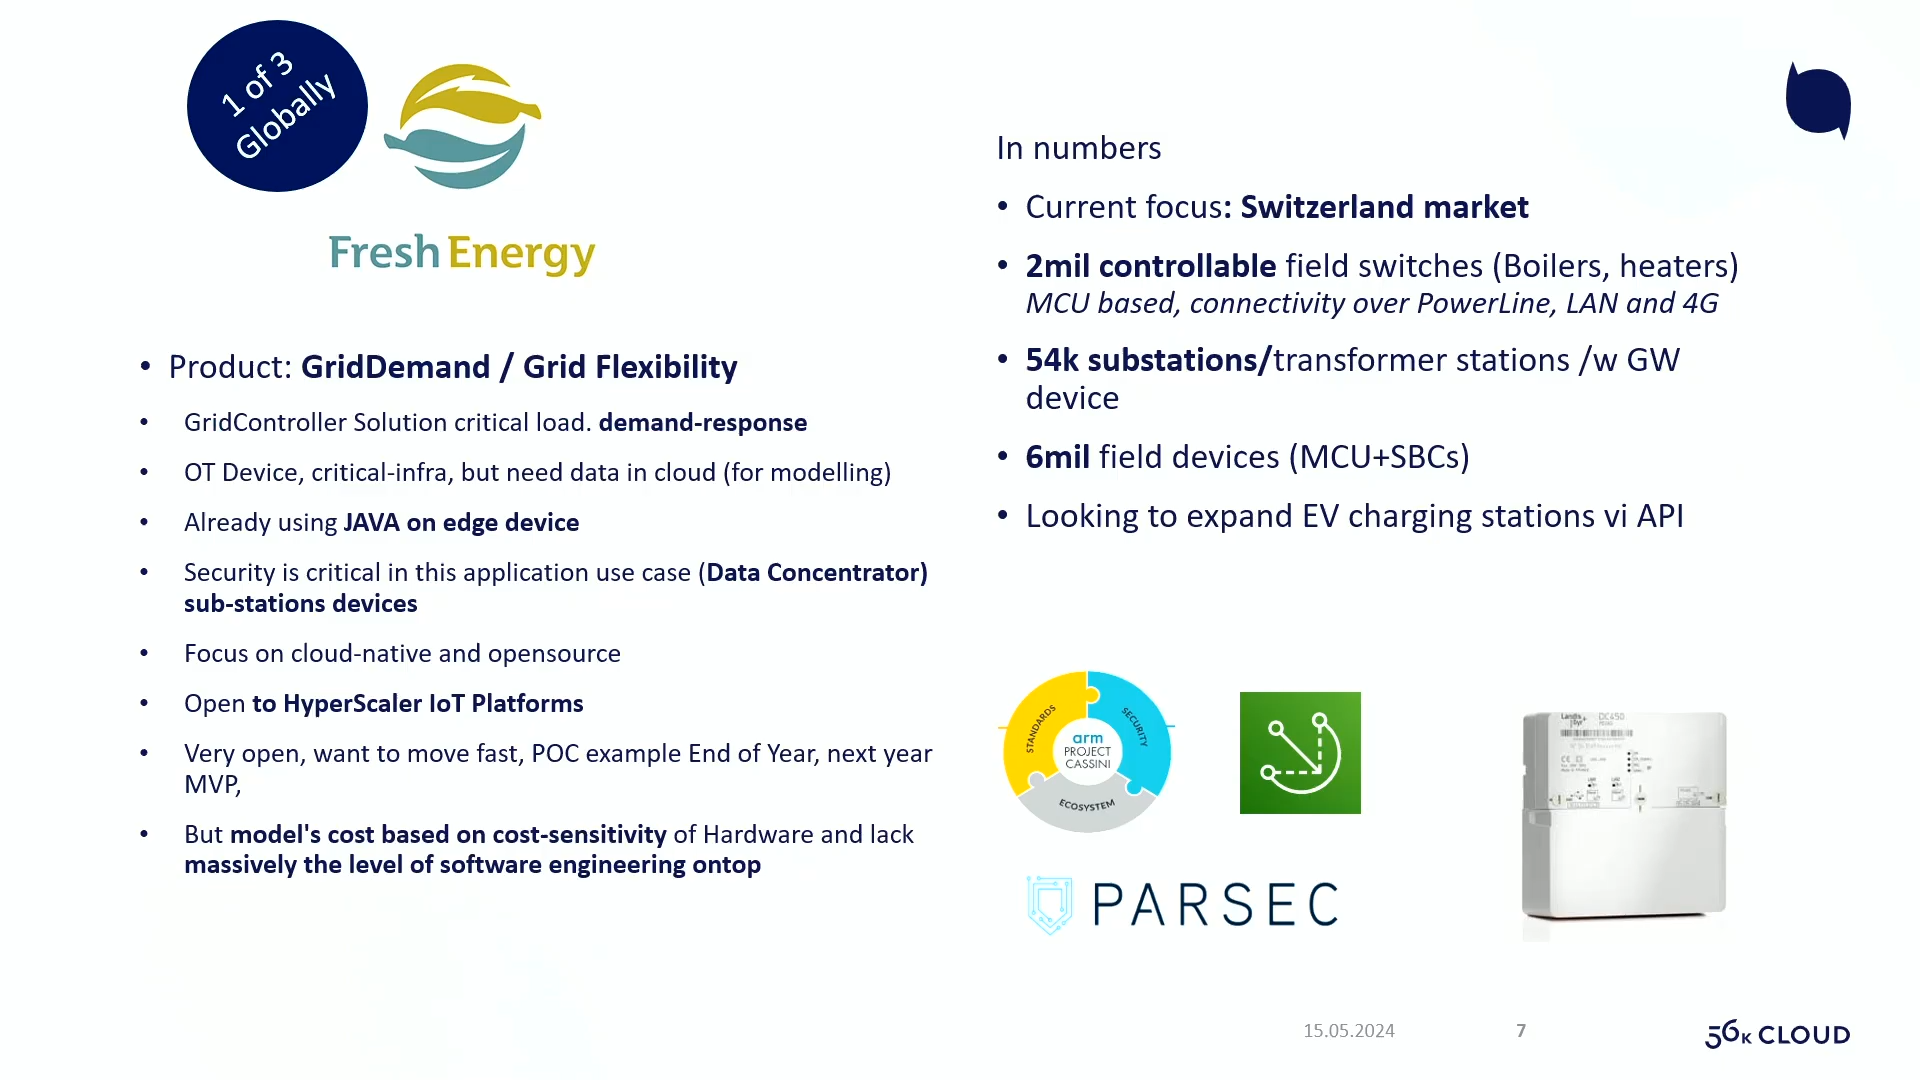 1 of 3
Globally
Fresh Energy
• Product: GridDemand / Grid Flexibility
• GridController Solution critical load. demand-response
• OT Device, critical-infra, but need data in cloud (for modelling)
• Already using JAVA on edge device
• Security is critical in this application use case (Data Concentrator)
sub-stations devices
• Focus on cloud-native and opensource
• Open to HyperScaler IoT Platforms
• Very open, want to move fast, POC example End of Year, next year
MVP,
• But model's cost based on cost-sensitivity of Hardware and lack
massively the level of software engineering ontop
In numbers
• Current focus: Switzerland market
• 2mil controllable field switches (Boilers, heaters)
MCU based, connectivity over PowerLine, LAN and 4G
• 54k substations/transformer stations /w GW
device
• 6mil field devices (MCU+SBCs)
• Looking to expand EV charging stations vi API
STANDARDS
SECURITY
arm
PROJECT
CASSINI
ECOSYSTEM
PARSEC
Landis
Gyr+
DC450
15.05.2024
7
56K CLOUD